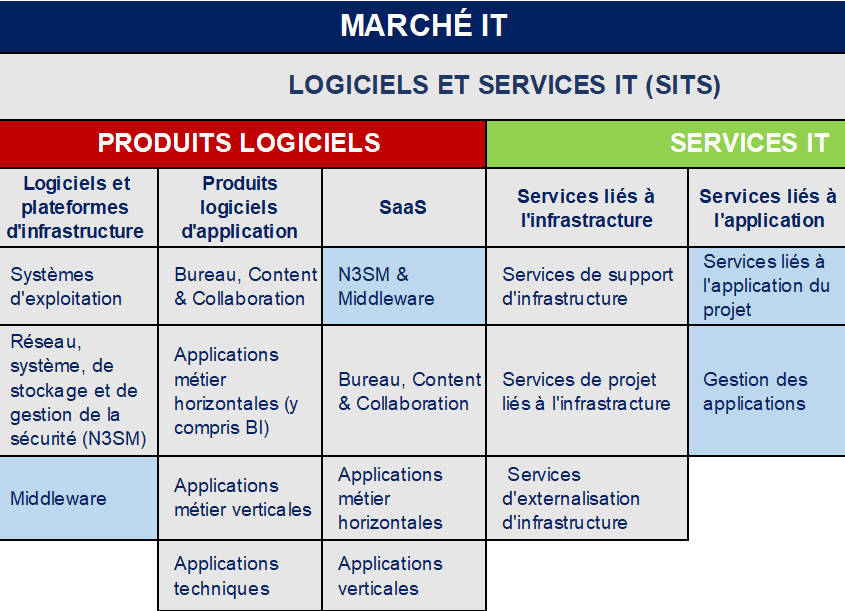 MARCHÉ IT
LOGICIELS ET SERVICES IT (SITS)
PRODUITS LOGICIELS
SERVICES IT
Logiciels et
plateformes
d'infrastructure
Produits
logiciels
d'application
SaaS
Services liés à
l'infrastracture
Services liés à
l'application
Systèmes
d'exploitation
Bureau, Content
& Collaboration
N3SM &
Middleware
Services de support
d'infrastructure
Services liés à
l'application du
projet
Réseau,
système, de
stockage et de
gestion de la
sécurité (N3SM)
Applications
métier
horizontales (y
compris BI)
Bureau, Content
& Collaboration
Services de projet
liés à l'infrastracture
Gestion des
applications
Middleware
Applications
métier verticales
Applications
métier
horizontales
Services
d'externalisation
d'infrastructure
Applications
techniques
Applications
verticales